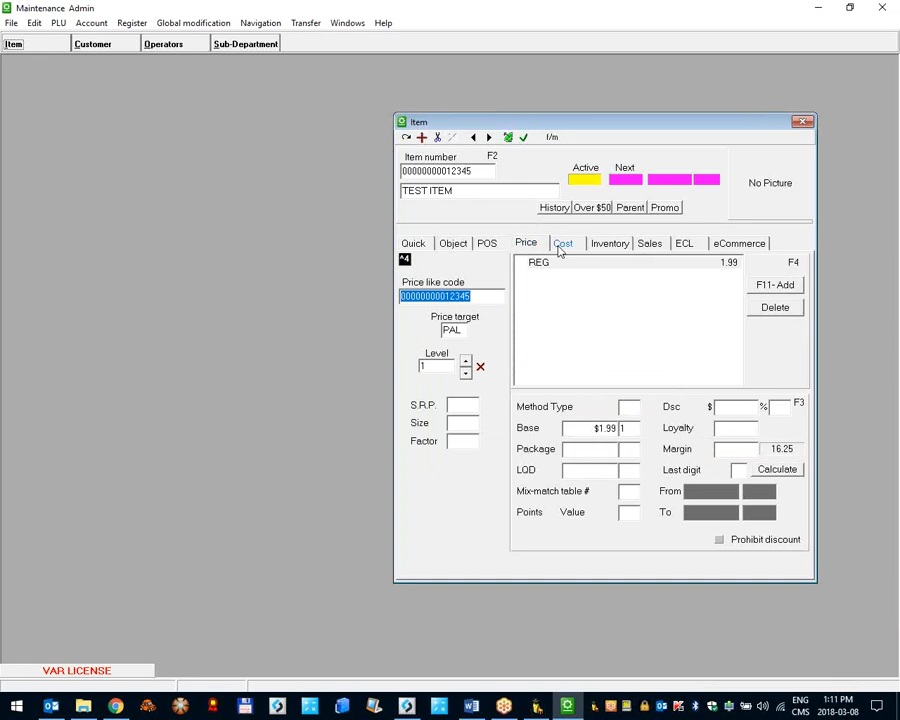 Maintenance Admin
File Edit PLU Account Register Global modification Navigation Transfer Windows Help
Item Customer Operators Sub-Department
Item
f/m
Item number F2
00000000012345
TEST ITEM
Active Next
No Picture
History Over $50 Parent Promo
Quick Object POS Price Cost Inventory Sales ECL eCommerce
^4
REG 1.99 F4
Price like code
00000000012345
F11-Add
Delete
Price target
PAL
Level
1
S.R.P.
Size
Factor
Method Type Dsc $ % F3
Base $1.99 1 Loyalty
Package Margin 16.25
LQD Last digit Calculate
Mix-match table # From
Points Value To
Prohibit discount
VAR LICENSE
ENG 1:11 PM
CMS 2018-03-08